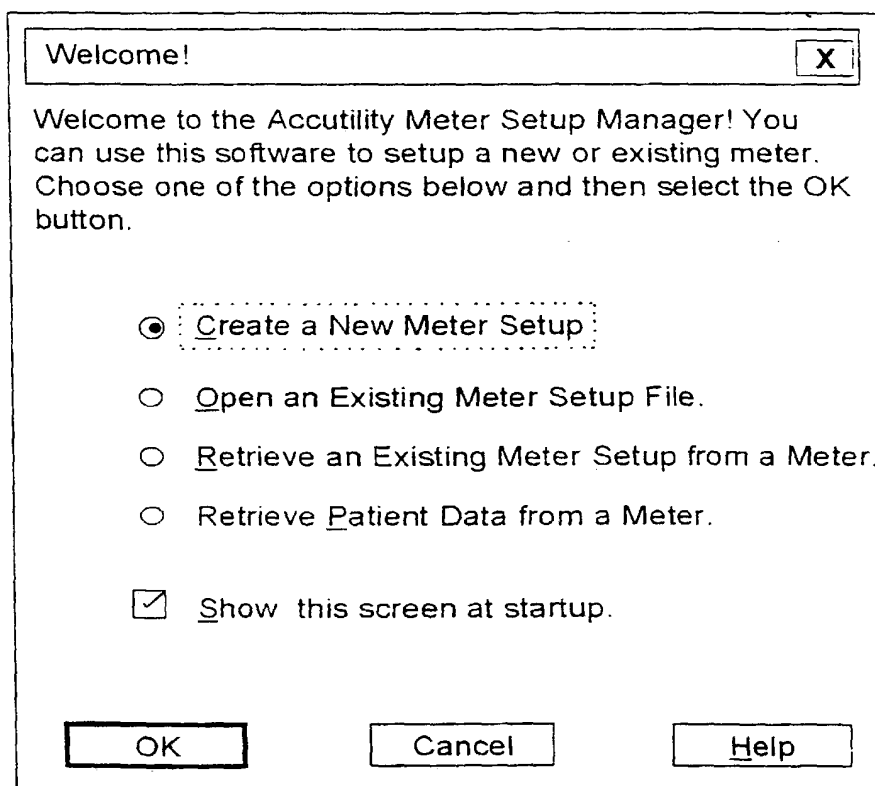 Welcome!
X
Welcome to the Accutility Meter Setup Manager! You
can use this software to setup a new or existing meter.
Choose one of the options below and then select the OK
button.
Create a New Meter Setup
Open an Existing Meter Setup File.
Retrieve an Existing Meter Setup from a Meter.
Retrieve Patient Data from a Meter.
Show this screen at startup.
OK
Cancel
Help